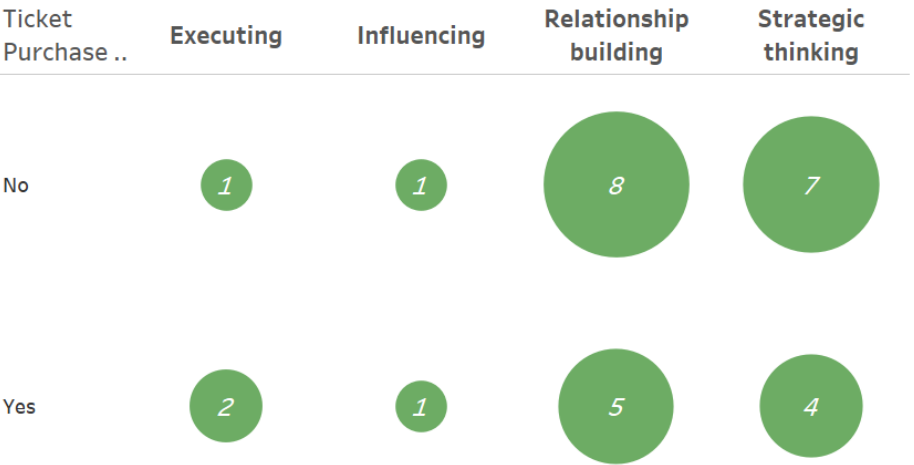 Ticket
Purchase ..
Executing
Influencing
Relationship
building
Strategic
thinking
No
1
1
8
7
Yes
2
1
5
4